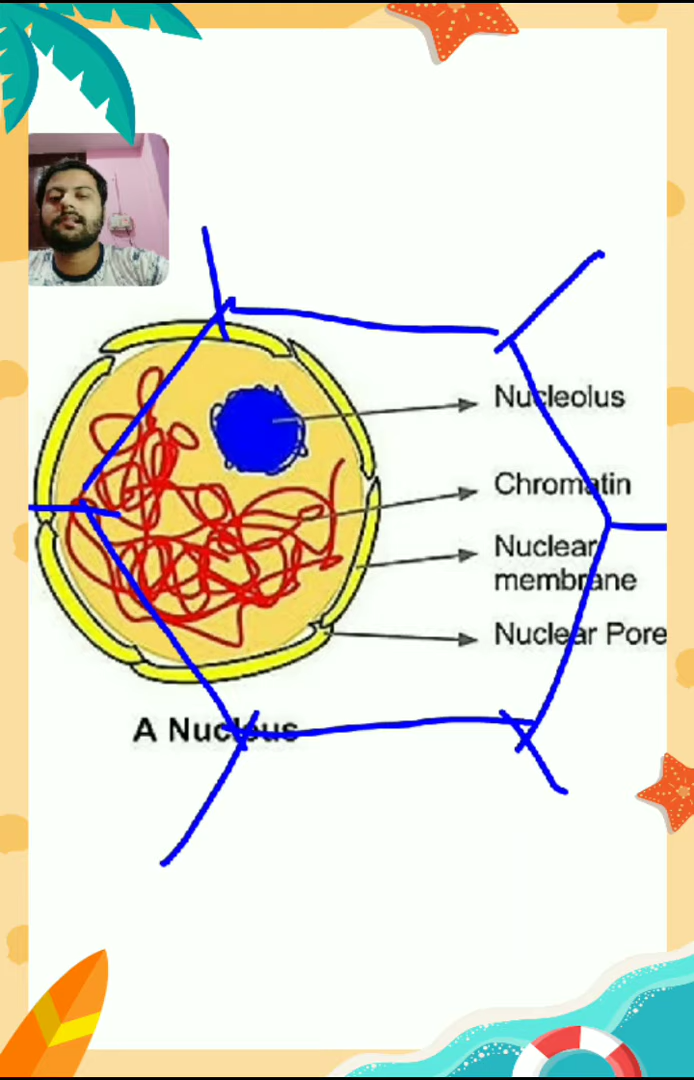 Nucleolus
Chromatin
Nuclear
membrane
Nuclear Pore
A Nucleus